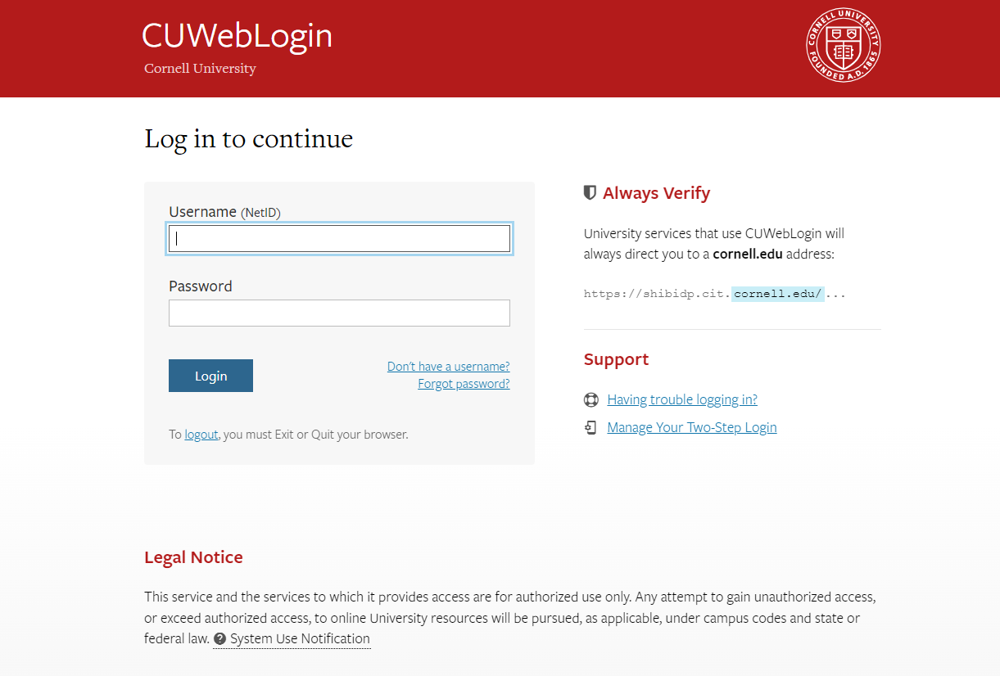 CUWebLogin
Cornell University
CORNELL UNIVERSITY
FOUNDED A.D. 1865
Log in to continue
Username (NetID)
Password
Login
Don't have a username?
Forgot password?
To logout, you must Exit or Quit your browser.
Always Verify
University services that use CUWebLogin will
always direct you to a cornell.edu address:
https://shibidp.cit.cornell.edu/...
Support
Having trouble logging in?
Manage Your Two-Step Login
Legal Notice
This service and the services to which it provides access are for authorized use only. Any attempt to gain unauthorized access,
or exceed authorized access, to online University resources will be pursued, as applicable, under campus codes and state or
federal law. ? System Use Notification